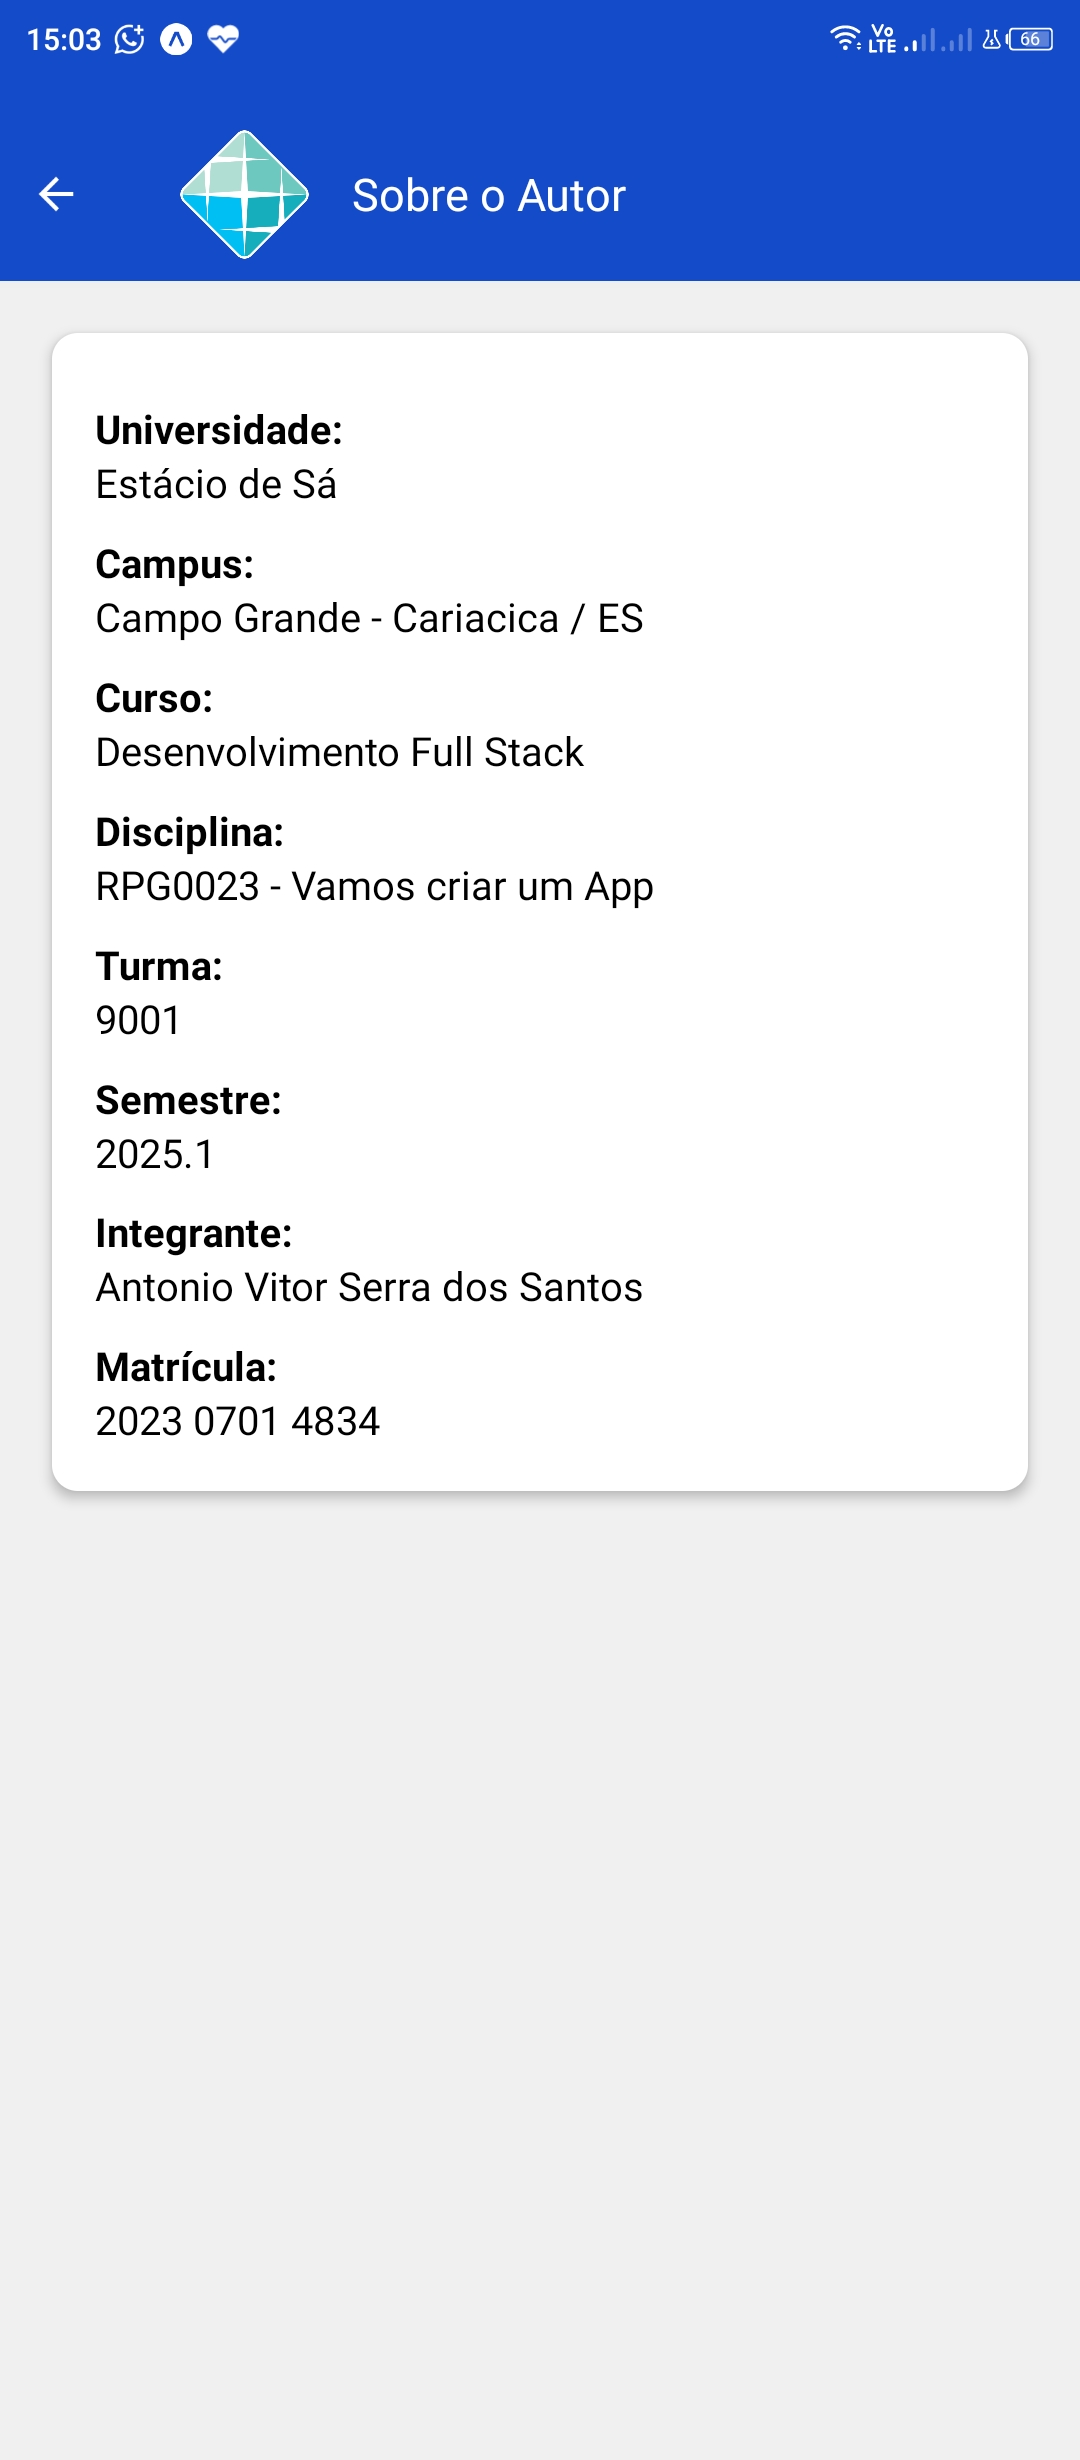 15:03
Vo
LTE
66
Sobre o Autor
Universidade:
Estácio de Sá
Campus:
Campo Grande - Cariacica / ES
Curso:
Desenvolvimento Full Stack
Disciplina:
RPG0023 - Vamos criar um App
Turma:
9001
Semestre:
2025.1
Integrante:
Antonio Vitor Serra dos Santos
Matrícula:
2023 0701 4834